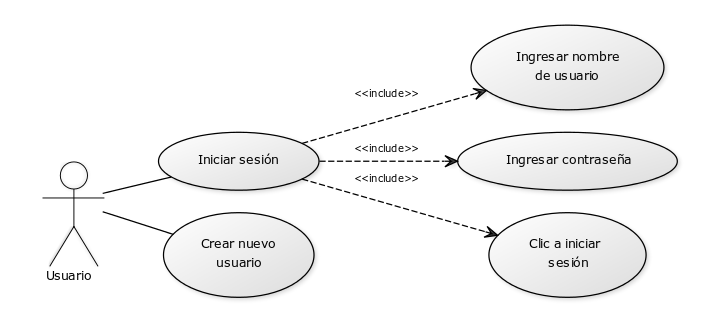 Ingresar nombre
de usuario
<<include>>
Iniciar sesión
<<include>>
Ingresar contraseña
<<include>>
Crear nuevo
usuario
Clic a iniciar
sesión
Usuario